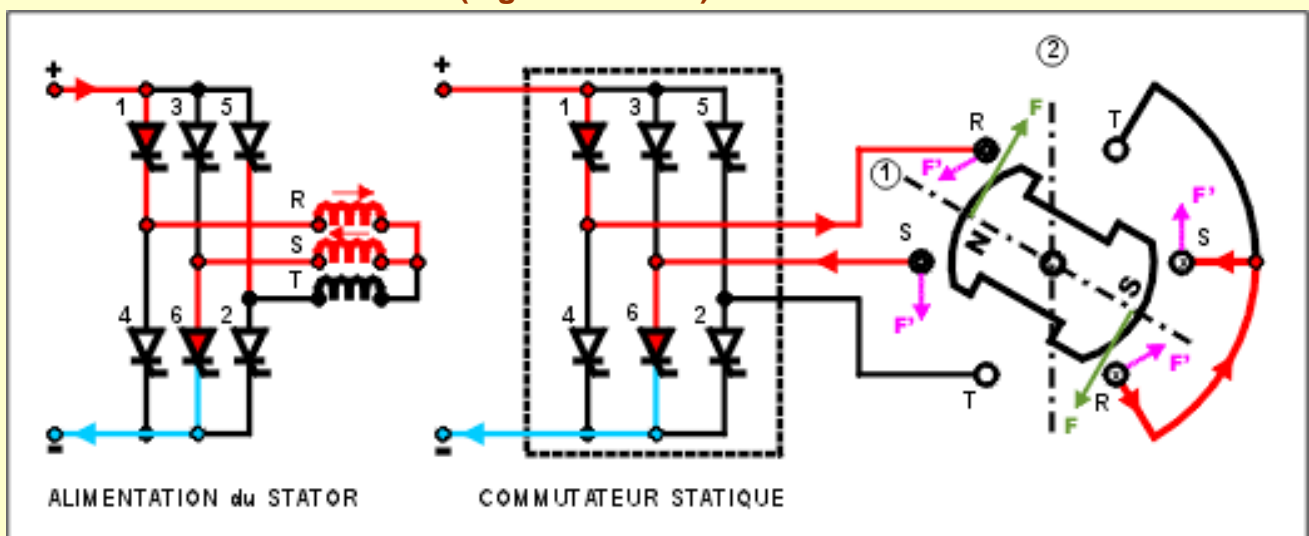 +
1 3 5
R
S
T
4 6 2
-
ALIMENTATION du STATOR
+
1 3 5
4 6 2
-
COMMUTATEUR STATIQUE
2
R F T
F'
1
F'
S N S
F' S
F'
T R
F